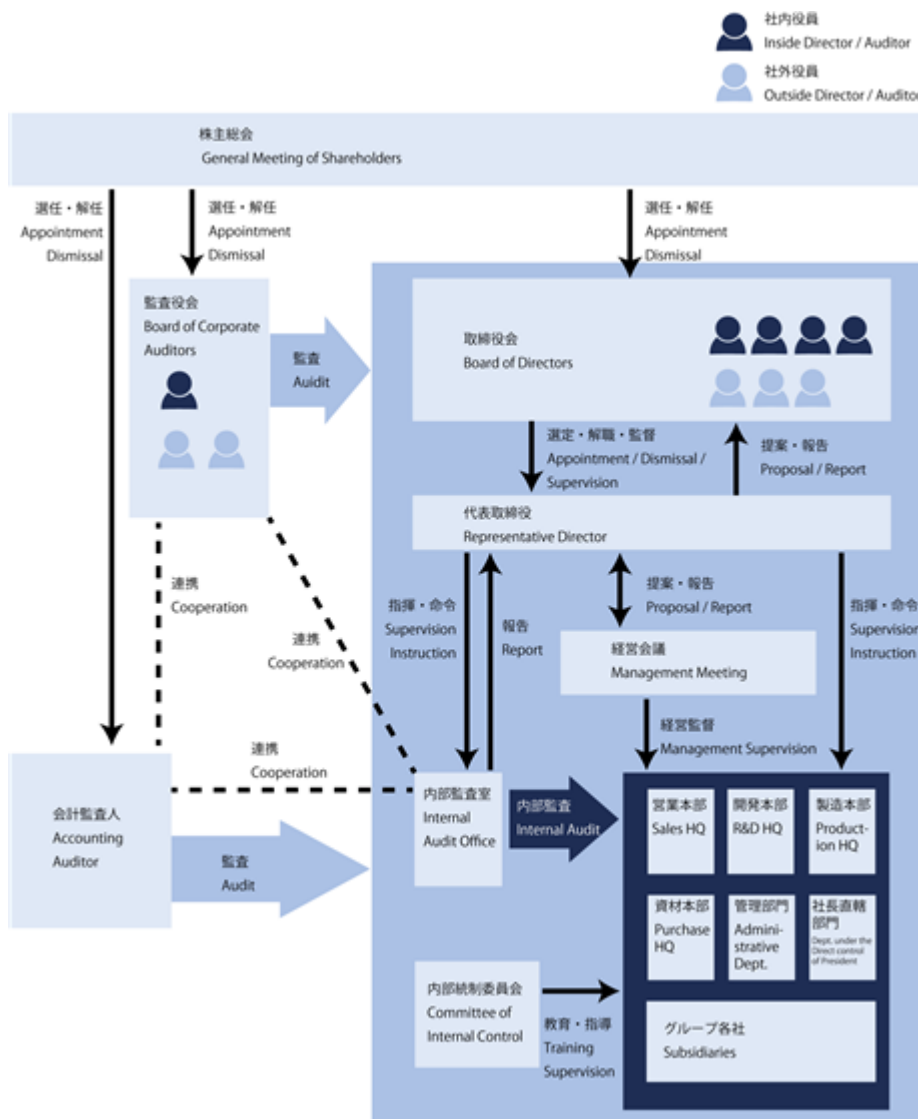 社内役員
Inside Director / Auditor
社外役員
Outside Director / Auditor
株主総会
General Meeting of Shareholders
選任・解任
Appointment
Dismissal
選任・解任
Appointment
Dismissal
選任・解任
Appointment
Dismissal
監査役会
Board of Corporate
Auditors
監査
Auidit
取締役会
Board of Directors
選定・解職・監督
Appointment / Dismissal /
Supervision
提案・報告
Proposal / Report
代表取締役
Representative Director
連携
Cooperation
連携
Cooperation
指揮・命令
Supervision
Instruction
報告
Report
提案・報告
Proposal / Report
指揮・命令
Supervision
Instruction
経営会議
Management Meeting
経営監督
Management Supervision
連携
Cooperation
会計監査人
Accounting
Auditor
監査
Audit
内部監査室
Internal
Audit Office
内部監査
Internal Audit
営業本部
Sales HQ
開発本部
R&D HQ
製造本部
Product-
ion HQ
資材本部
Purchase
HQ
管理部門
Admini-
strative
Dept.
社長直轄
部門
Dept. under the
Direct control
of President
内部統制委員会
Committee of
Internal Control
教育・指導
Training
Supervision
グループ各社
Subsidiaries